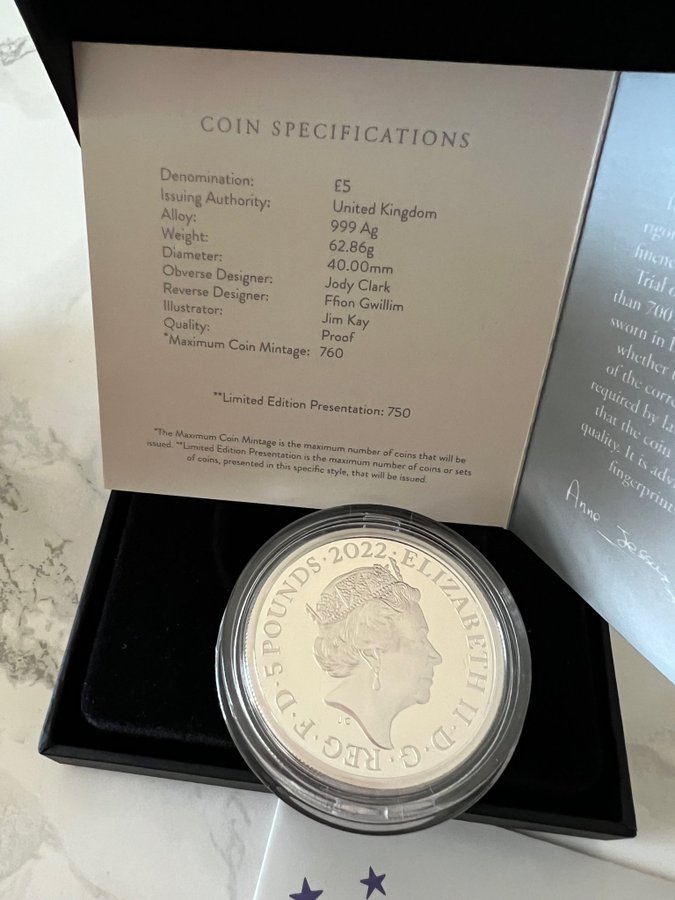 COIN SPECIFICATIONS
Denomination: £5
Issuing Authority: United Kingdom
Alloy: 999 Ag
Weight: 62.86g
Diameter: 40.00mm
Obverse Designer: Jody Clark
Reverse Designer: Ffion Gwillim
Illustrator: Jim Kay
Quality: Proof
*Maximum Coin Mintage: 760
**Limited Edition Presentation: 750
*The Maximum Coin Mintage is the maximum number of coins that will be
issued. **Limited Edition Presentation is the maximum number of coins or sets
of coins, presented in this specific style, that will be issued.
Trial
than 700
sworn in
whether
of the
required by
that the coin
quality. It is
fingerprint
Anne
ELIZABETH II · D · G · REG · F · D · 5 POUNDS · 2022 ·
JC